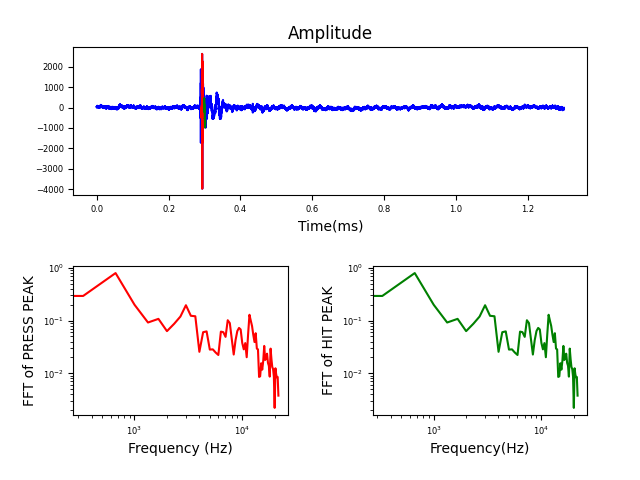 Amplitude
2000
1000
0
−1000
−2000
−3000
−4000
0.0 0.2 0.4 0.6 0.8 1.0 1.2
Time(ms)
FFT of PRESS PEAK
10⁰
10⁻¹
10⁻²
10³ 10⁴
Frequency (Hz)
FFT of HIT PEAK
10⁰
10⁻¹
10⁻²
10³ 10⁴
Frequency(Hz)